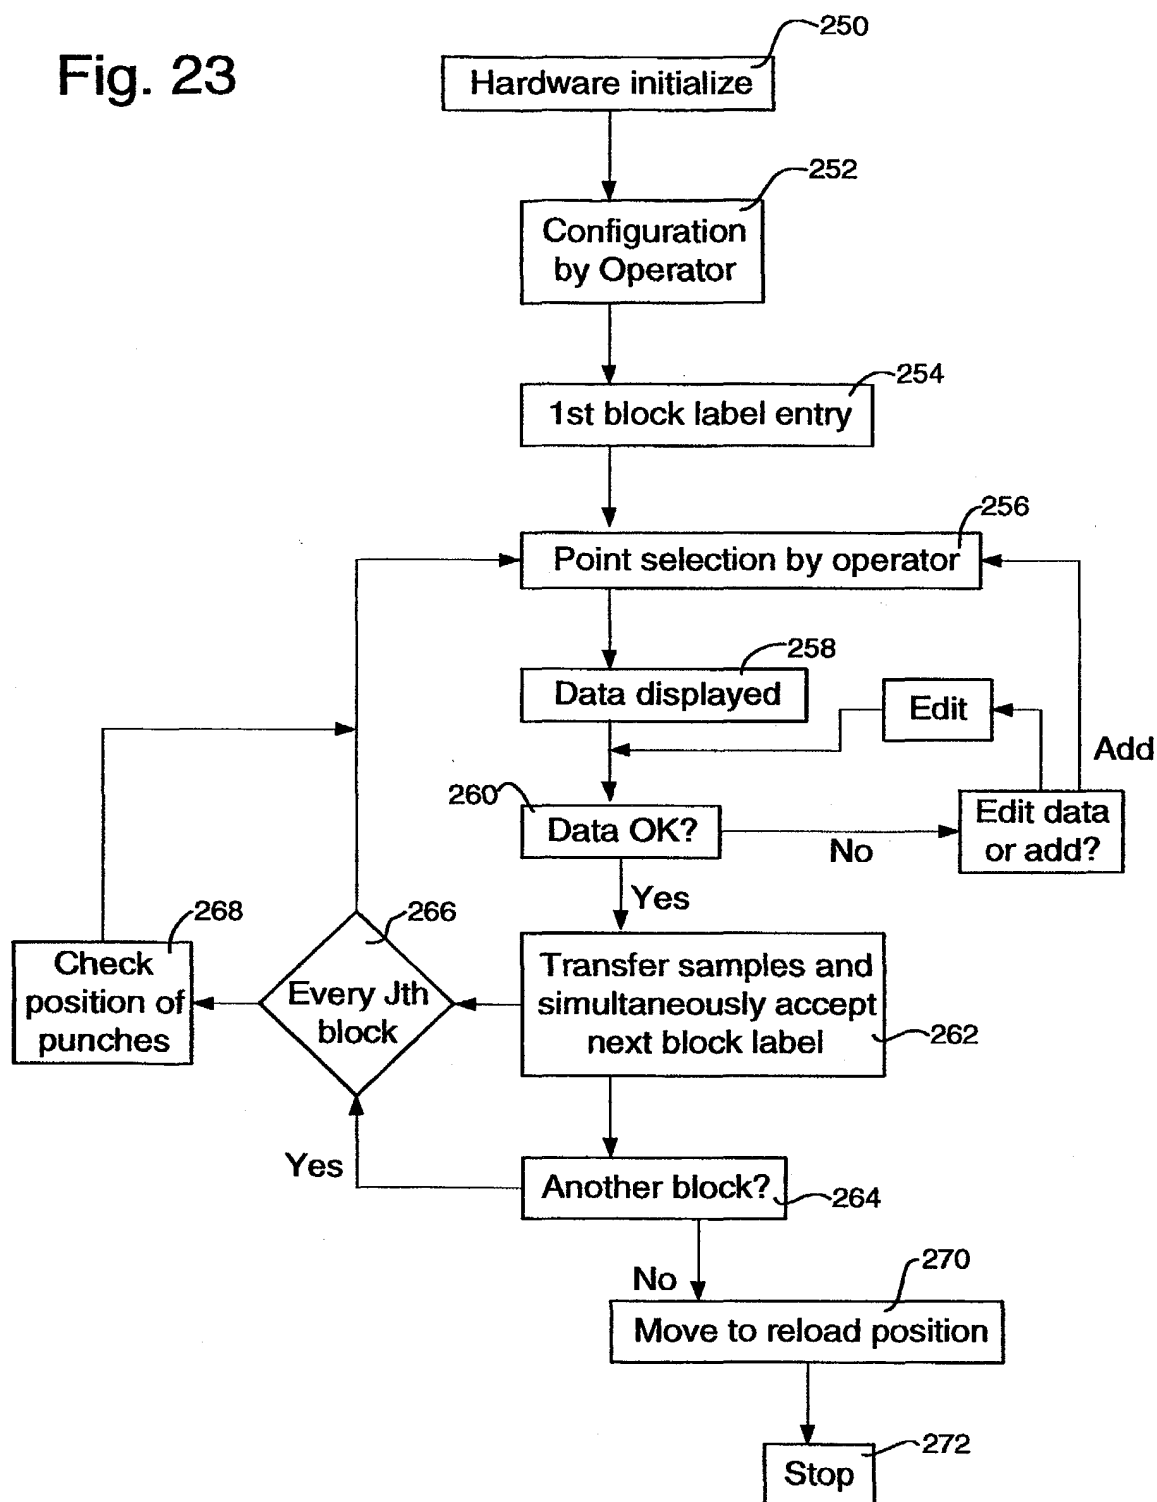 Fig. 23
250
Hardware initialize
252
Configuration
by Operator
254
1st block label entry
256
Point selection by operator
258
Data displayed
Edit
Add
260
Data OK?
No
Edit data
or add?
Yes
268
266
Check
position of
punches
Every Jth
block
Transfer samples and
simultaneously accept
next block label
262
Yes
Another block?
264
No
270
Move to reload position
272
Stop